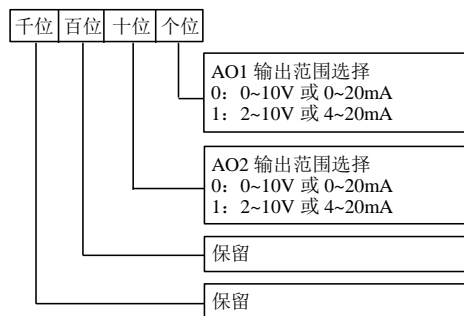 千位 百位 十位 个位
AO1 输出范围选择
0：0~10V 或 0~20mA
1：2~10V 或 4~20mA
AO2 输出范围选择
0：0~10V 或 0~20mA
1：2~10V 或 4~20mA
保留
保留